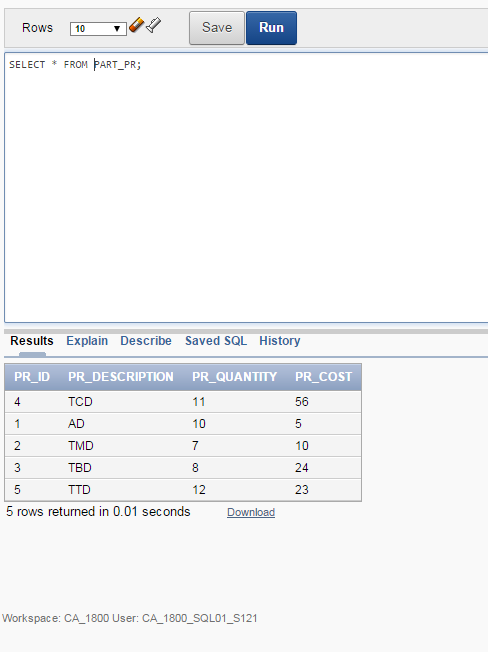 Rows 10 Save Run
SELECT * FROM PART_PR;
Results Explain Describe Saved SQL History
PR_ID PR_DESCRIPTION PR_QUANTITY PR_COST
4 TCD 11 56
1 AD 10 5
2 TMD 7 10
3 TBD 8 24
5 TTD 12 23
5 rows returned in 0.01 seconds Download
Workspace: CA_1800 User: CA_1800_SQL01_S121